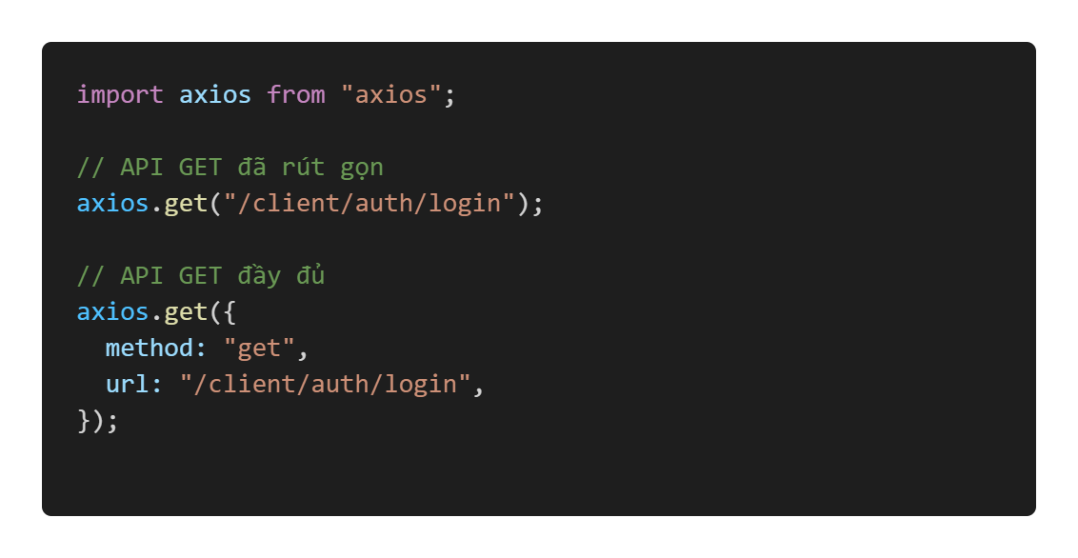 import axios from "axios";
// API GET đã rút gọn
axios.get("/client/auth/login");
// API GET đầy đủ
axios.get({
  method: "get",
  url: "/client/auth/login",
});